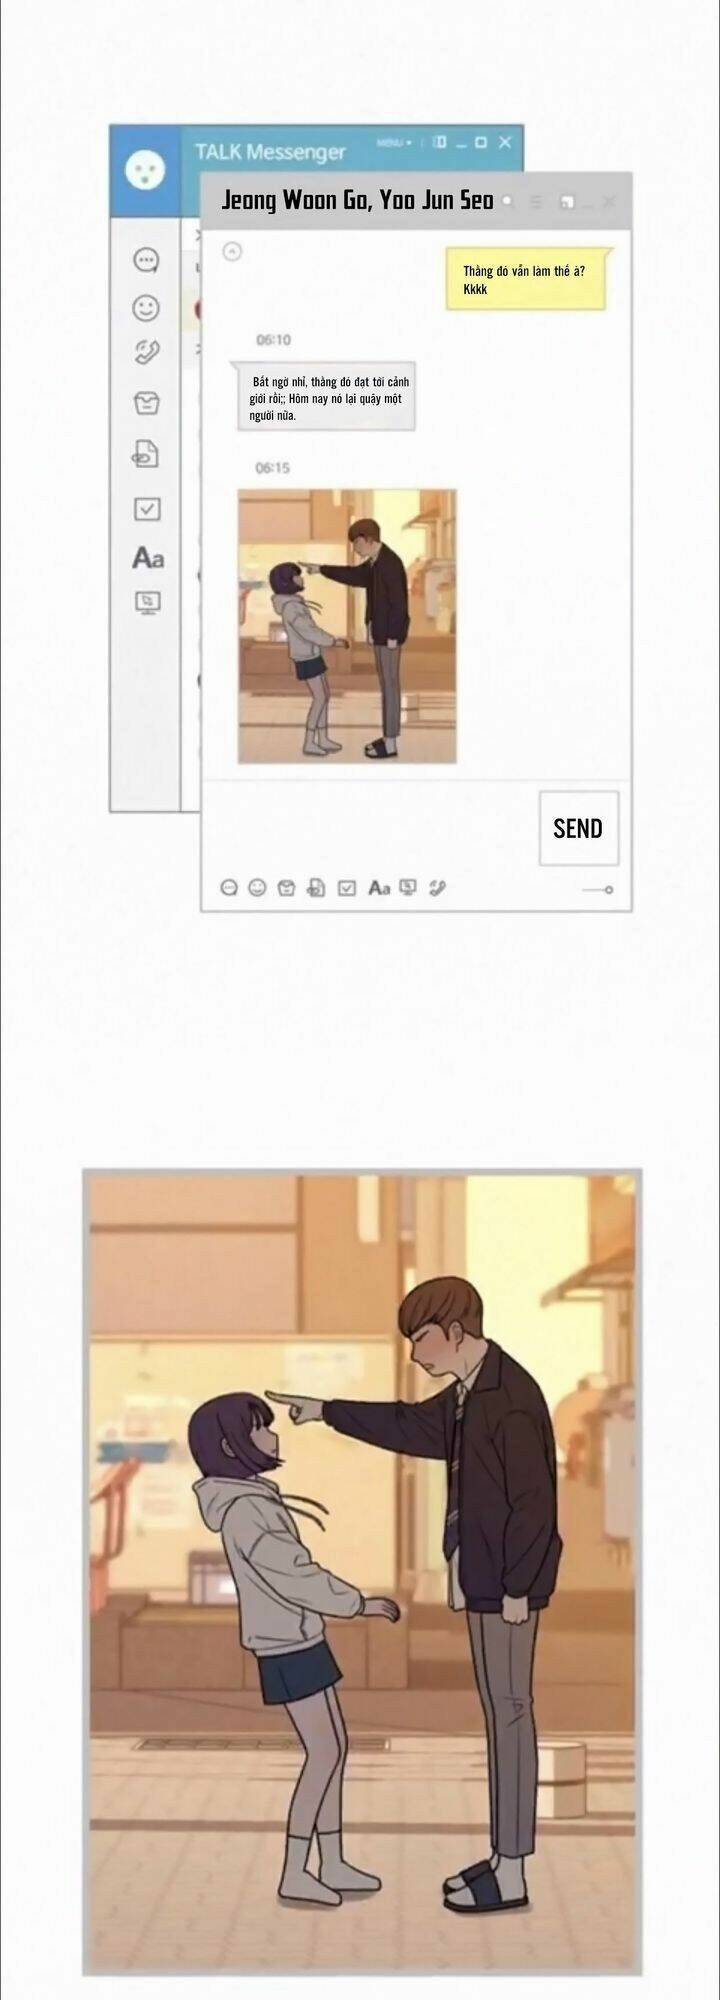 TALK Messenger
MENU
Jeong Woon Go, Yoo Jun Seo
Thằng đó vẫn làm thế à?
Kkkk
06:10
Bất ngờ nhỉ, thằng đó đạt tới cảnh
giới rồi;; Hôm nay nó lại quậy một
người nữa.
06:15
Aa
SEND
Aa